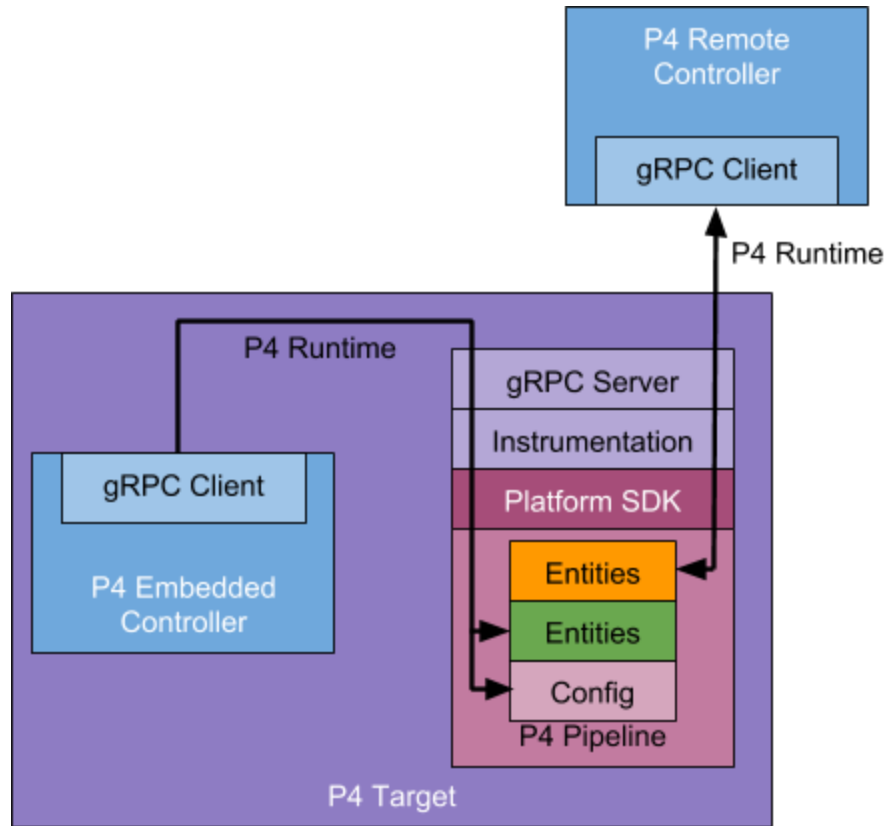 P4 Remote
Controller
gRPC Client
P4 Runtime
P4 Runtime
gRPC Server
Instrumentation
Platform SDK
gRPC Client
P4 Embedded
Controller
Entities
Entities
Config
P4 Pipeline
P4 Target